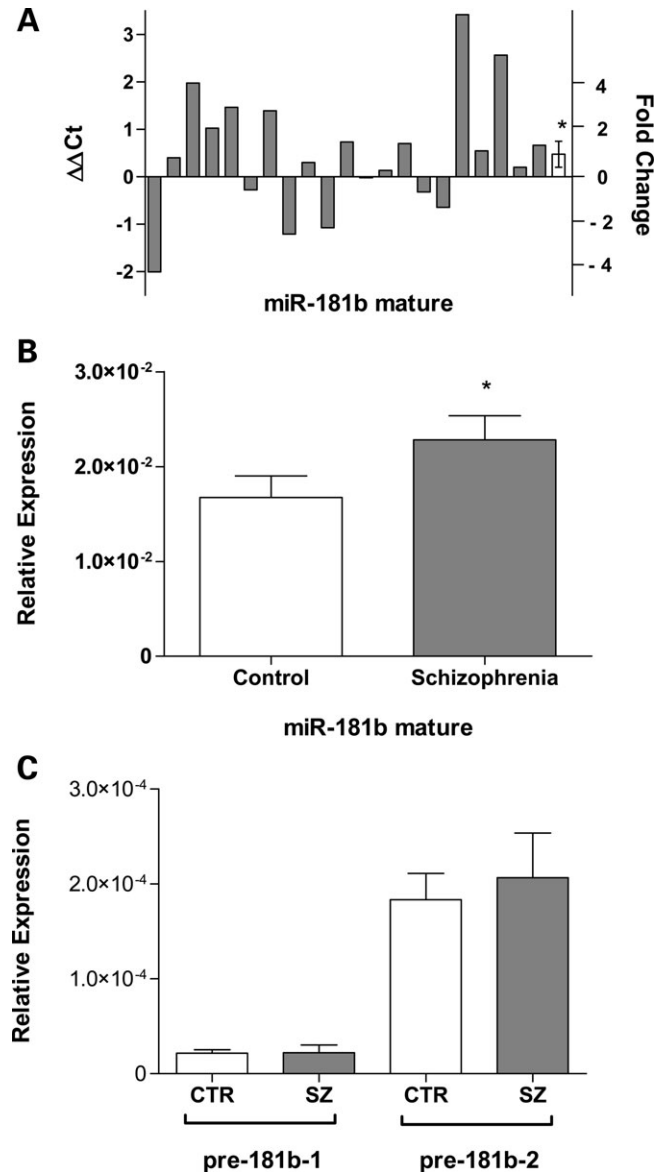 A
3
2
1
0
-1
-2
ΔΔCt
4
2
0
- 2
- 4
Fold Change
*
miR-181b mature
B
3.0×10⁻²
2.0×10⁻²
1.0×10⁻²
0
Relative Expression
*
Control Schizophrenia
miR-181b mature
C
3.0×10⁻⁴
2.0×10⁻⁴
1.0×10⁻⁴
0
Relative Expression
CTR SZ CTR SZ
pre-181b-1 pre-181b-2